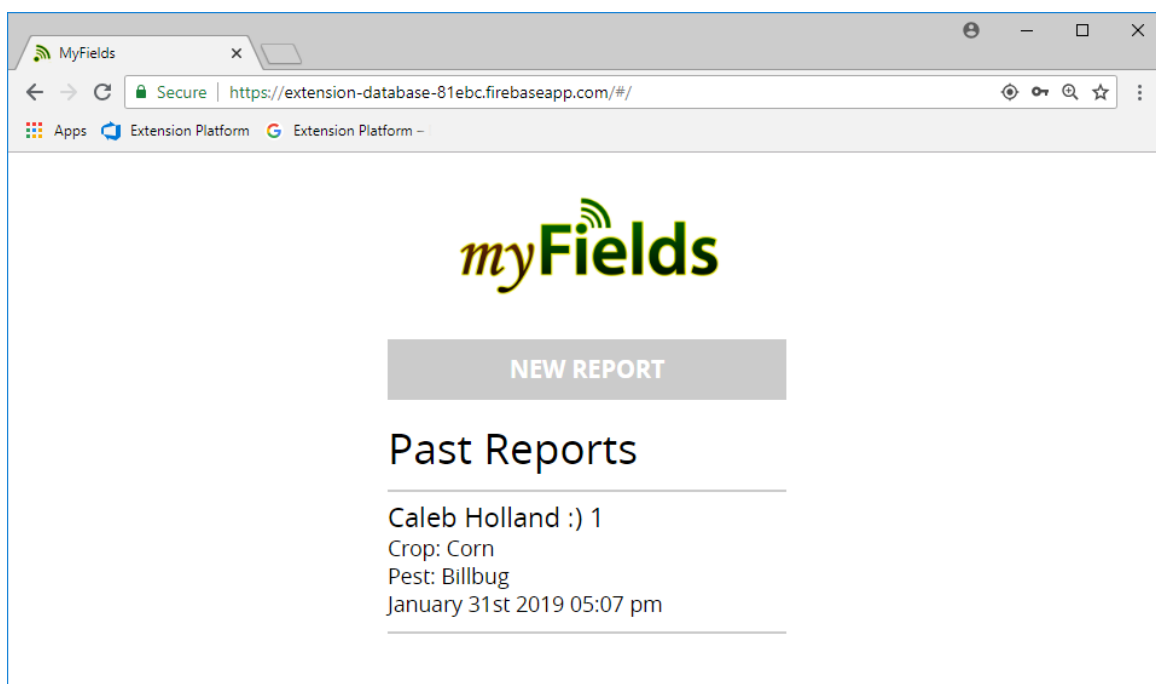 MyFields
Secure | https://extension-database-81ebc.firebaseapp.com/#/
Apps Extension Platform Extension Platform –
myFields
NEW REPORT
Past Reports
Caleb Holland :) 1
Crop: Corn
Pest: Billbug
January 31st 2019 05:07 pm